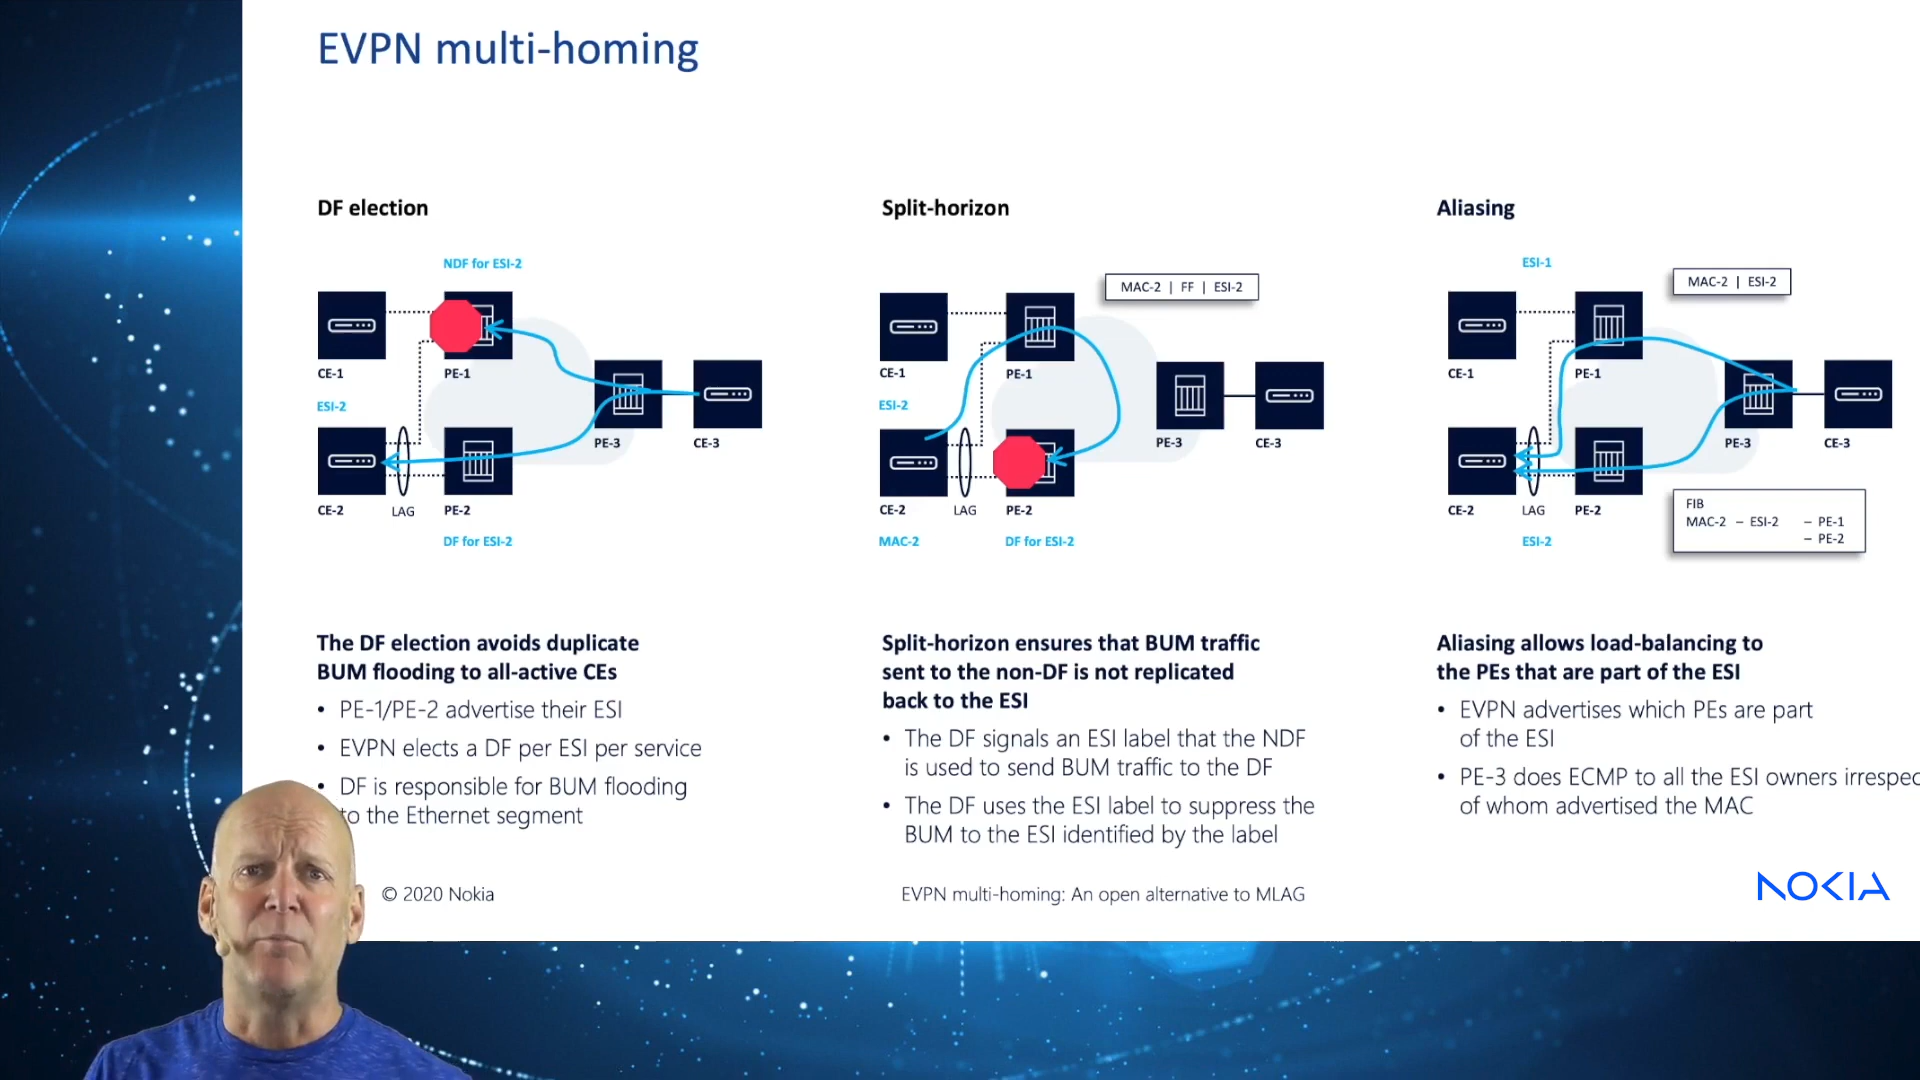 EVPN multi-homing
DF election
NDF for ESI-2
CE-1
PE-1
ESI-2
PE-3
CE-3
CE-2
LAG
PE-2
DF for ESI-2
The DF election avoids duplicate
BUM flooding to all-active CEs
• PE-1/PE-2 advertise their ESI
• EVPN elects a DF per ESI per service
• DF is responsible for BUM flooding
to the Ethernet segment
Split-horizon
MAC-2 | FF | ESI-2
CE-1
PE-1
ESI-2
PE-3
CE-3
CE-2
LAG
PE-2
MAC-2
DF for ESI-2
Split-horizon ensures that BUM traffic
sent to the non-DF is not replicated
back to the ESI
• The DF signals an ESI label that the NDF
is used to send BUM traffic to the DF
• The DF uses the ESI label to suppress the
BUM to the ESI identified by the label
Aliasing
ESI-1
MAC-2 | ESI-2
CE-1
PE-1
PE-3
CE-3
CE-2
LAG
PE-2
ESI-2
FIB
MAC-2 – ESI-2 – PE-1
– PE-2
Aliasing allows load-balancing to
the PEs that are part of the ESI
• EVPN advertises which PEs are part
of the ESI
• PE-3 does ECMP to all the ESI owners irrespec
of whom advertised the MAC
© 2020 Nokia
EVPN multi-homing: An open alternative to MLAG
NOKIA